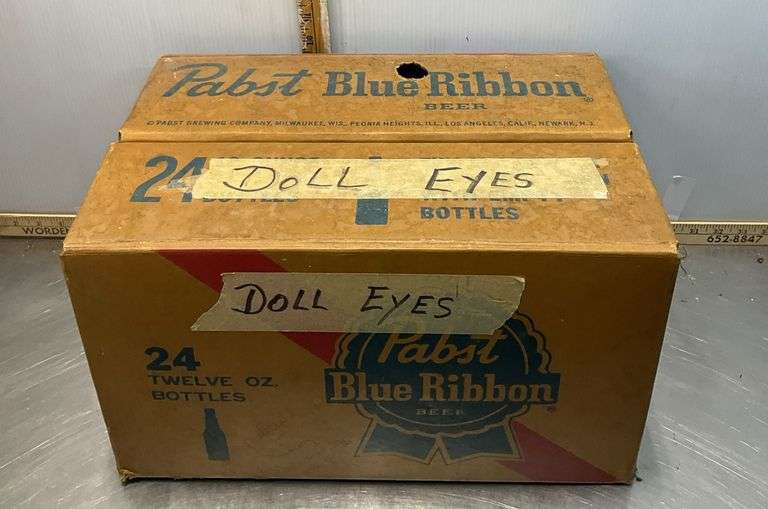 Pabst Blue Ribbon®
BEER
© PABST BREWING COMPANY, MILWAUKEE, WIS., PEORIA HEIGHTS, ILL., LOS ANGELES, CALIF., NEWARK, N.J.
24
DOLL EYES
BOTTLES
WORDEN
652-8847
DOLL EYES
24
TWELVE OZ.
BOTTLES
Pabst
Blue Ribbon®
BEER